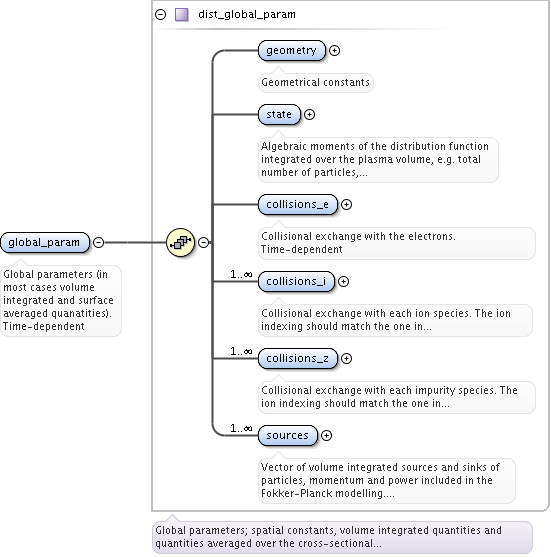 dist_global_param
geometry
Geometrical constants
state
Algebraic moments of the distribution function
integrated over the plasma volume, e.g. total
number of particles,...
collisions_e
Collisional exchange with the electrons.
Time-dependent
global_param
Global parameters (in
most cases volume
integrated and surface
averaged quanatities).
Time-dependent
1..∞
collisions_i
Collisional exchange with each ion species. The ion
indexing should match the one in...
1..∞
collisions_z
Collisional exchange with each impurity species. The
ion indexing should match the one in...
1..∞
sources
Vector of volume integrated sources and sinks of
particles, momentum and power included in the
Fokker-Planck modelling....
Global parameters; spatial constants, volume integrated quantities and
quantities averaged over the cross-sectional...